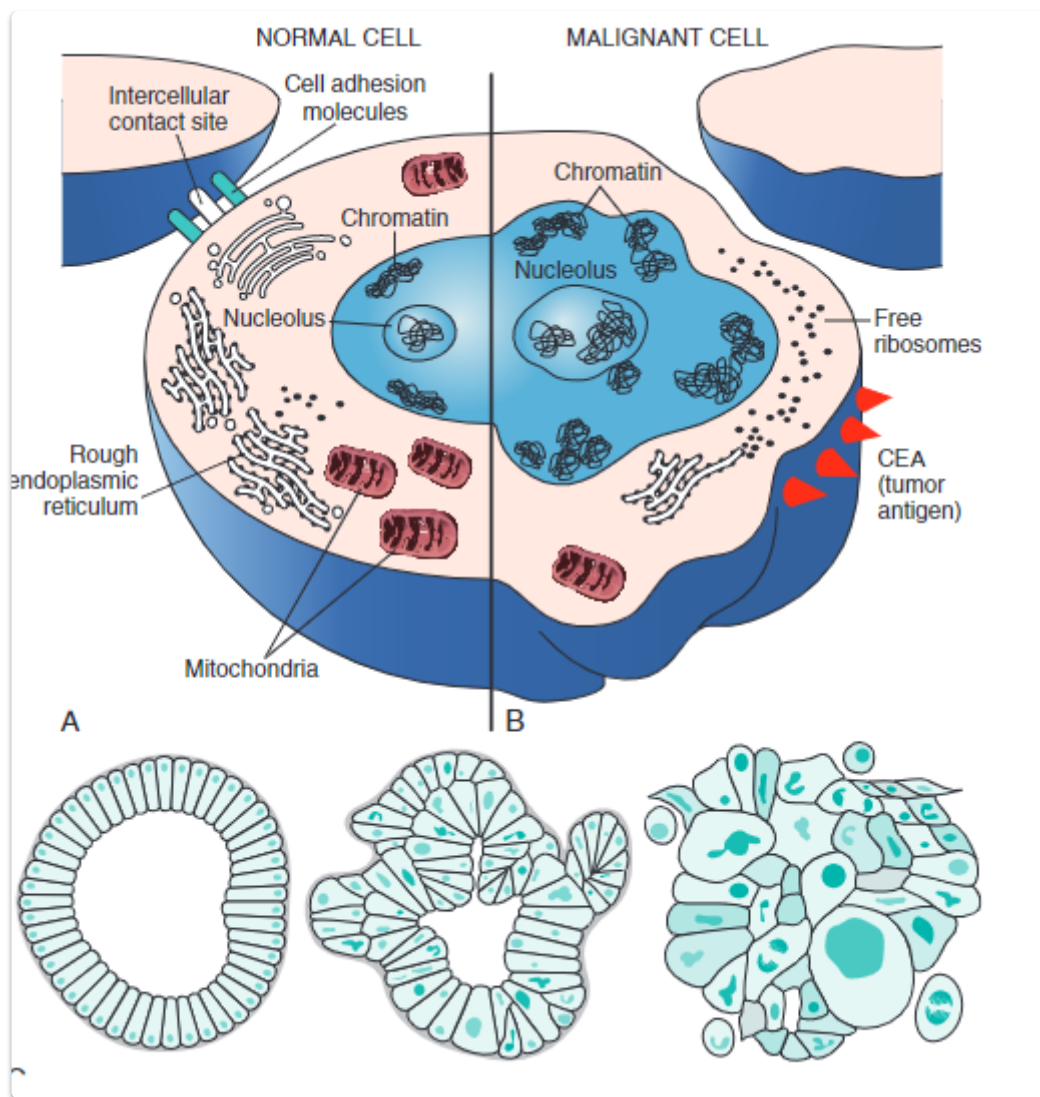 NORMAL CELL
MALIGNANT CELL
Intercellular
contact site
Cell adhesion
molecules
Chromatin
Chromatin
Nucleolus
Nucleolus
Free
ribosomes
Rough
endoplasmic
reticulum
CEA
(tumor
antigen)
Mitochondria
A
B